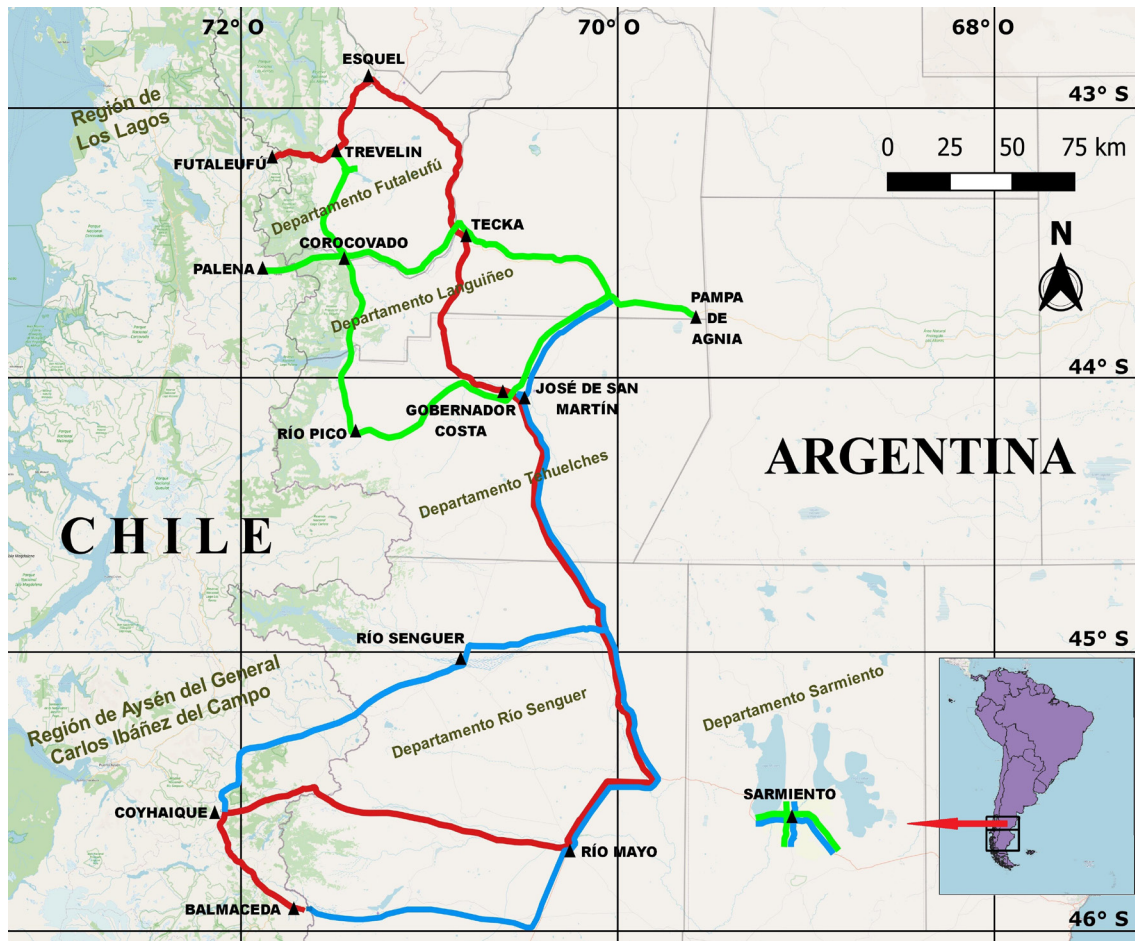 72° O
70° O
68° O
ESQUEL
Región de
Los Lagos
43° S
0 25 50 75 km
FUTALEUFÚ
TREVELIN
Departamento Futaleufú
TECKA
N
COROCOVADO
PALENA
Departamento Languiñeo
PAMPA
DE
AGNIA
44° S
JOSÉ DE SAN
MARTÍN
GOBERNADOR
COSTA
RÍO PICO
ARGENTINA
Departamento Tehuelches
CHILE
RÍO SENGUER
45° S
Región de Aysén del General
Carlos Ibáñez del Campo
Departamento Río Senguer
Departamento Sarmiento
SARMIENTO
COYHAIQUE
RÍO MAYO
BALMACEDA
46° S